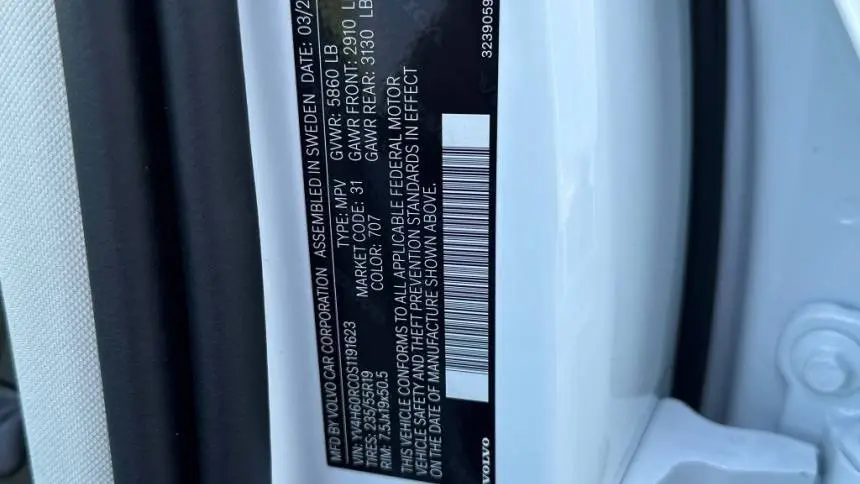 MFD BY VOLVO CAR CORPORATION ASSEMBLED IN SWEDEN DATE: 03/2
VIN: YV4H60RC0S1191623 TYPE: MPV GVWR: 5860 LB
TIRES: 235/55R19 MARKET CODE: 31 GAWR FRONT: 2910 L
RIM: 7.5Jx19x50.5 COLOR: 707 GAWR REAR: 3130 LB
THIS VEHICLE CONFORMS TO ALL APPLICABLE FEDERAL MOTOR
VEHICLE SAFETY AND THEFT PREVENTION STANDARDS IN EFFECT
ON THE DATE OF MANUFACTURE SHOWN ABOVE.
VOLVO 3239059